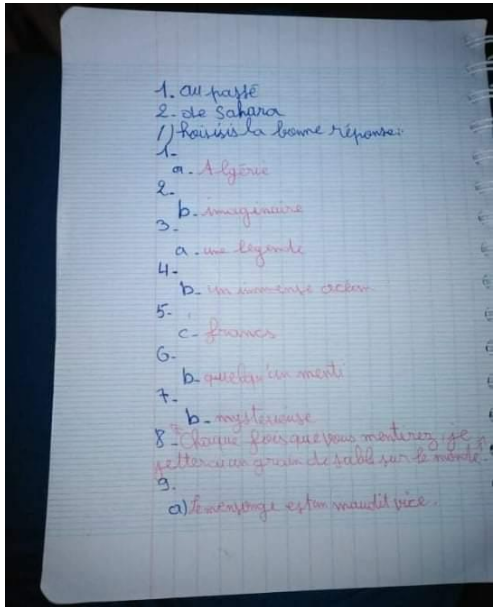 1. au passé
2. de Sahara
1) hoisisis la bonne réponse:
1-
a. Algérie
2.
b. imaginaire
3-
a. une légende
4-
b. un immense
5-
c- francs
6-
b. quelqu'un menti
7-
b- mystérieuse
8- Chaque fois que vous mentirez, je
jetterai un grain de sable sur le monde.
9.
a) Le mensonge est un maudit vice.